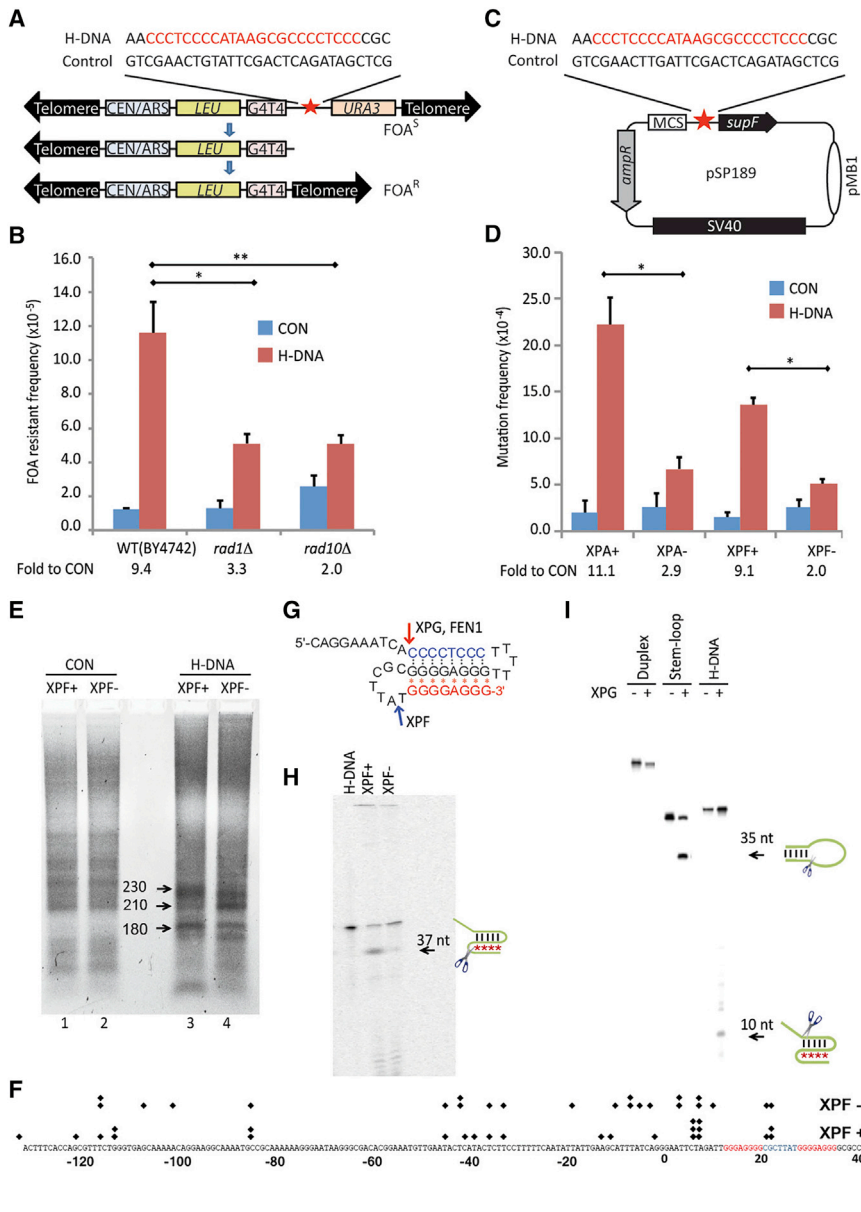 A
H-DNA AACCCTCCCCATAAGCGCCCCTCCCCGC
Control GTCGAACTGTATTCGACTCAGATAGCTCG
Telomere CEN/ARS LEU G4T4 URA3 Telomere
FOAS
Telomere CEN/ARS LEU G4T4
Telomere CEN/ARS LEU G4T4 Telomere FOAR
B
FOA resistant frequency (x10-5)
16.0
14.0
12.0
10.0
8.0
6.0
4.0
2.0
0.0
**
*
CON
H-DNA
WT(BY4742) rad1Δ rad10Δ
Fold to CON 9.4 3.3 2.0
C
H-DNA AACCCTCCCCATAAGCGCCCCTCCCCGC
Control GTCGAACTTGATTCGACTCAGATAGCTCG
MCS supF
ampR
pSP189
pMB1
SV40
D
Mutation frequency (x10-4)
30.0
25.0
20.0
15.0
10.0
5.0
0.0
*
*
CON
H-DNA
XPA+ XPA- XPF+ XPF-
Fold to CON 11.1 2.9 9.1 2.0
E
CON H-DNA
XPF+ XPF- XPF+ XPF-
230
210
180
1 2 3 4
G
XPG, FEN1
5'-CAGGAAATCA CCCCTCCC TTTTT
CGC GGGGAGGG
TTAT GGGGAGGG-3'
XPF
H
H-DNA
XPF+
XPF-
37 nt
I
Duplex
Stem-loop
H-DNA
XPG - + - + - +
35 nt
10 nt
F
XPF -
XPF +
-120 -100 -80 -60 -40 -20 0 20 40